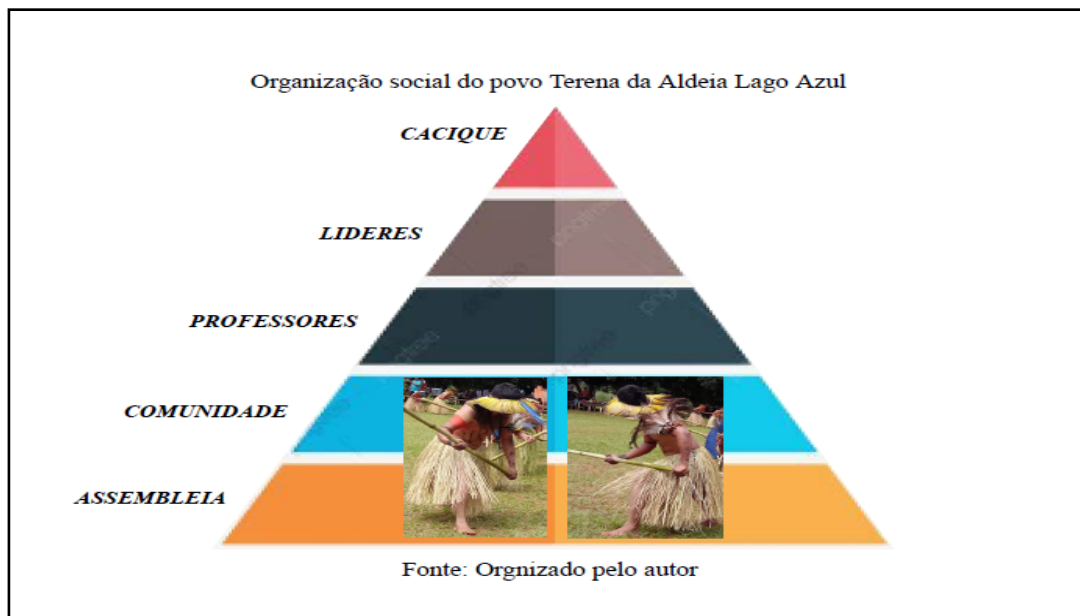 Organização social do povo Terena da Aldeia Lago Azul
CACIQUE
LIDERES
PROFESSORES
COMUNIDADE
ASSEMBLEIA
Fonte: Orgnizado pelo autor